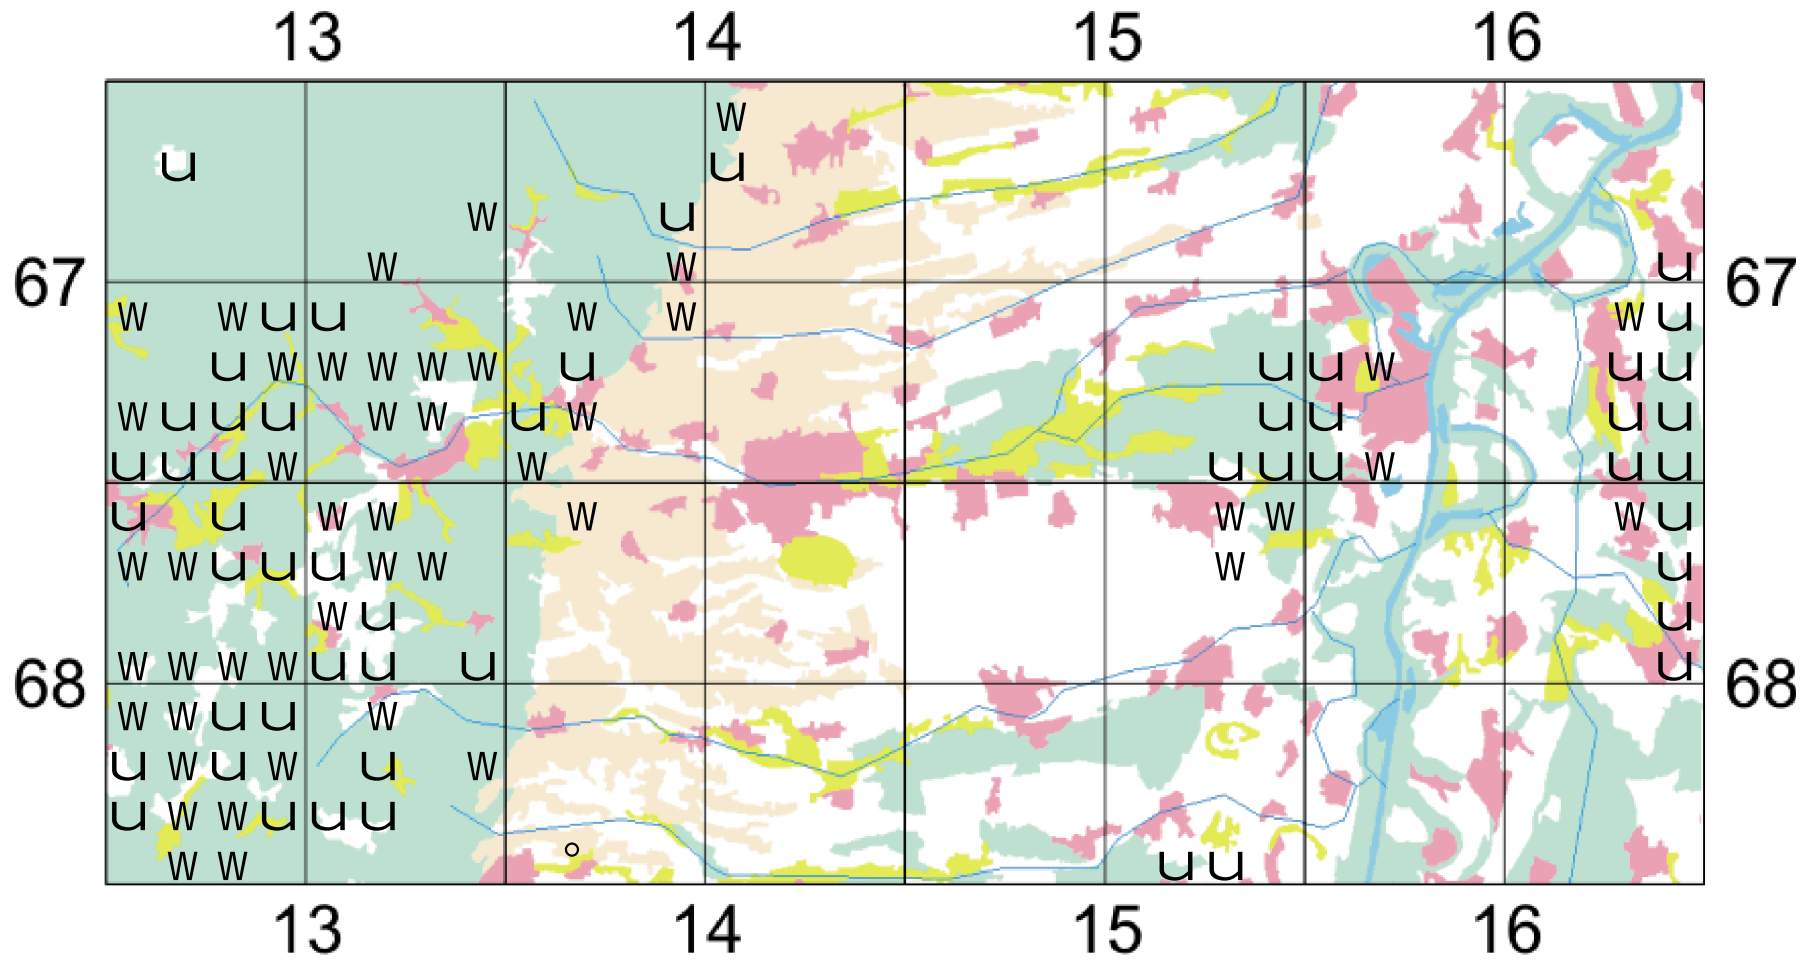 13 14 15 16
w
u u
w u
w w u
67 67
w w u u w w w u
u w w w w w u u u w u u
w u u u w w u w u u u u
u u u w w u u u w u u
u u w w w w w w u
w w u u u w w w u
w u u
w w w w u u u u
68 68
w w u u w
u w u w u w
u w w u u u
w w u u
13 14 15 16